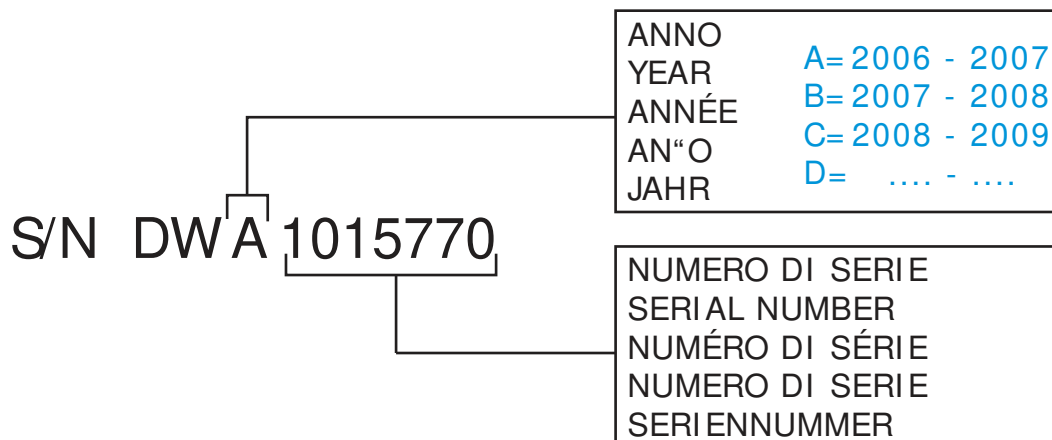 ANNO
YEAR
ANNÉE
AN“O
JAHR
A= 2006 - 2007
B= 2007 - 2008
C= 2008 - 2009
D= .... - ....
S/N DWA 1015770
NUMERO DI SERIE
SERIAL NUMBER
NUMÉRO DI SÉRIE
NUMERO DI SERIE
SERIENNUMMER